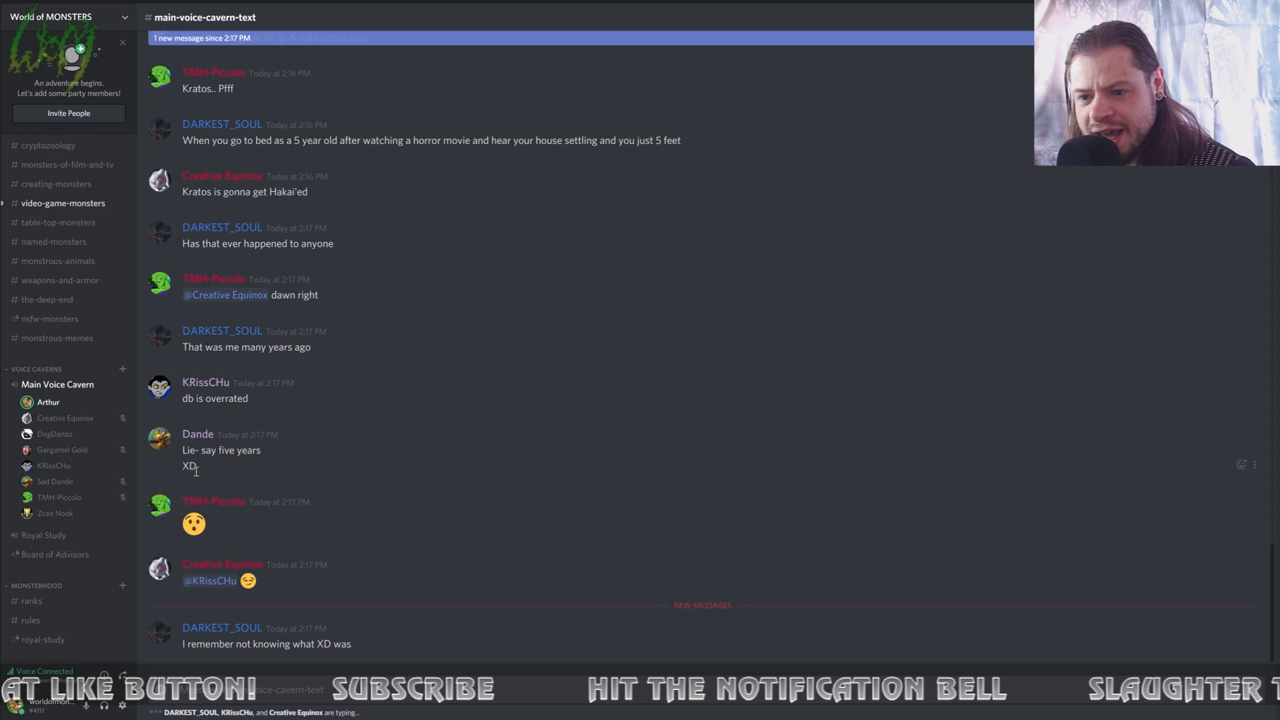 World of MONSTERS
An adventure begins.
Let's add some party members!
Invite People
# cryptozoology
# monsters-of-film-and-tv
# creating-monsters
# video-game-monsters
# table-top-monsters
# named-monsters
# monstrous-animals
# weapons-and-armor
# the-deep-end
nsfw-monsters
# monstrous-memes
VOICE CAVERNS
Main Voice Cavern
Arthur
Creative Equinox
DogDanzo
Gargamel Gold
KRissCHu
Sad Dande
TMH-Piccolo
Zcee Nook
Royal Study
Board of Advisors
MONSTERHOOD
# ranks
# rules
royal-study
Voice Connected
worldofmon...
#4212
# main-voice-cavern-text
1 new message since 2:17 PM
TMH-Piccolo Today at 2:16 PM
Kratos.. Pfff
DARKEST_SOUL Today at 2:16 PM
When you go to bed as a 5 year old after watching a horror movie and hear your house settling and you just 5 feet
Creative Equinox Today at 2:16 PM
Kratos is gonna get Hakai'ed
DARKEST_SOUL Today at 2:17 PM
Has that ever happened to anyone
TMH-Piccolo Today at 2:17 PM
@Creative Equinox dawn right
DARKEST_SOUL Today at 2:17 PM
That was me many years ago
KRissCHu Today at 2:17 PM
db is overrated
Dande Today at 2:17 PM
Lie- say five years
XD
TMH-Piccolo Today at 2:17 PM
Creative Equinox Today at 2:17 PM
@KRissCHu
NEW MESSAGES
DARKEST_SOUL Today at 2:17 PM
I remember not knowing what XD was
AT LIKE BUTTON! SUBSCRIBE HIT THE NOTIFICATION BELL SLAUGHTER
DARKEST_SOUL, KRissCHu, and Creative Equinox are typing...